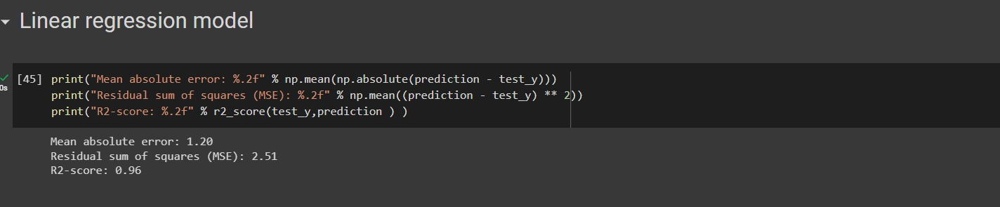 Linear regression model
[45] print("Mean absolute error: %.2f" % np.mean(np.absolute(prediction - test_y)))
0s
print("Residual sum of squares (MSE): %.2f" % np.mean((prediction - test_y) ** 2))
print("R2-score: %.2f" % r2_score(test_y,prediction ) )
Mean absolute error: 1.20
Residual sum of squares (MSE): 2.51
R2-score: 0.96